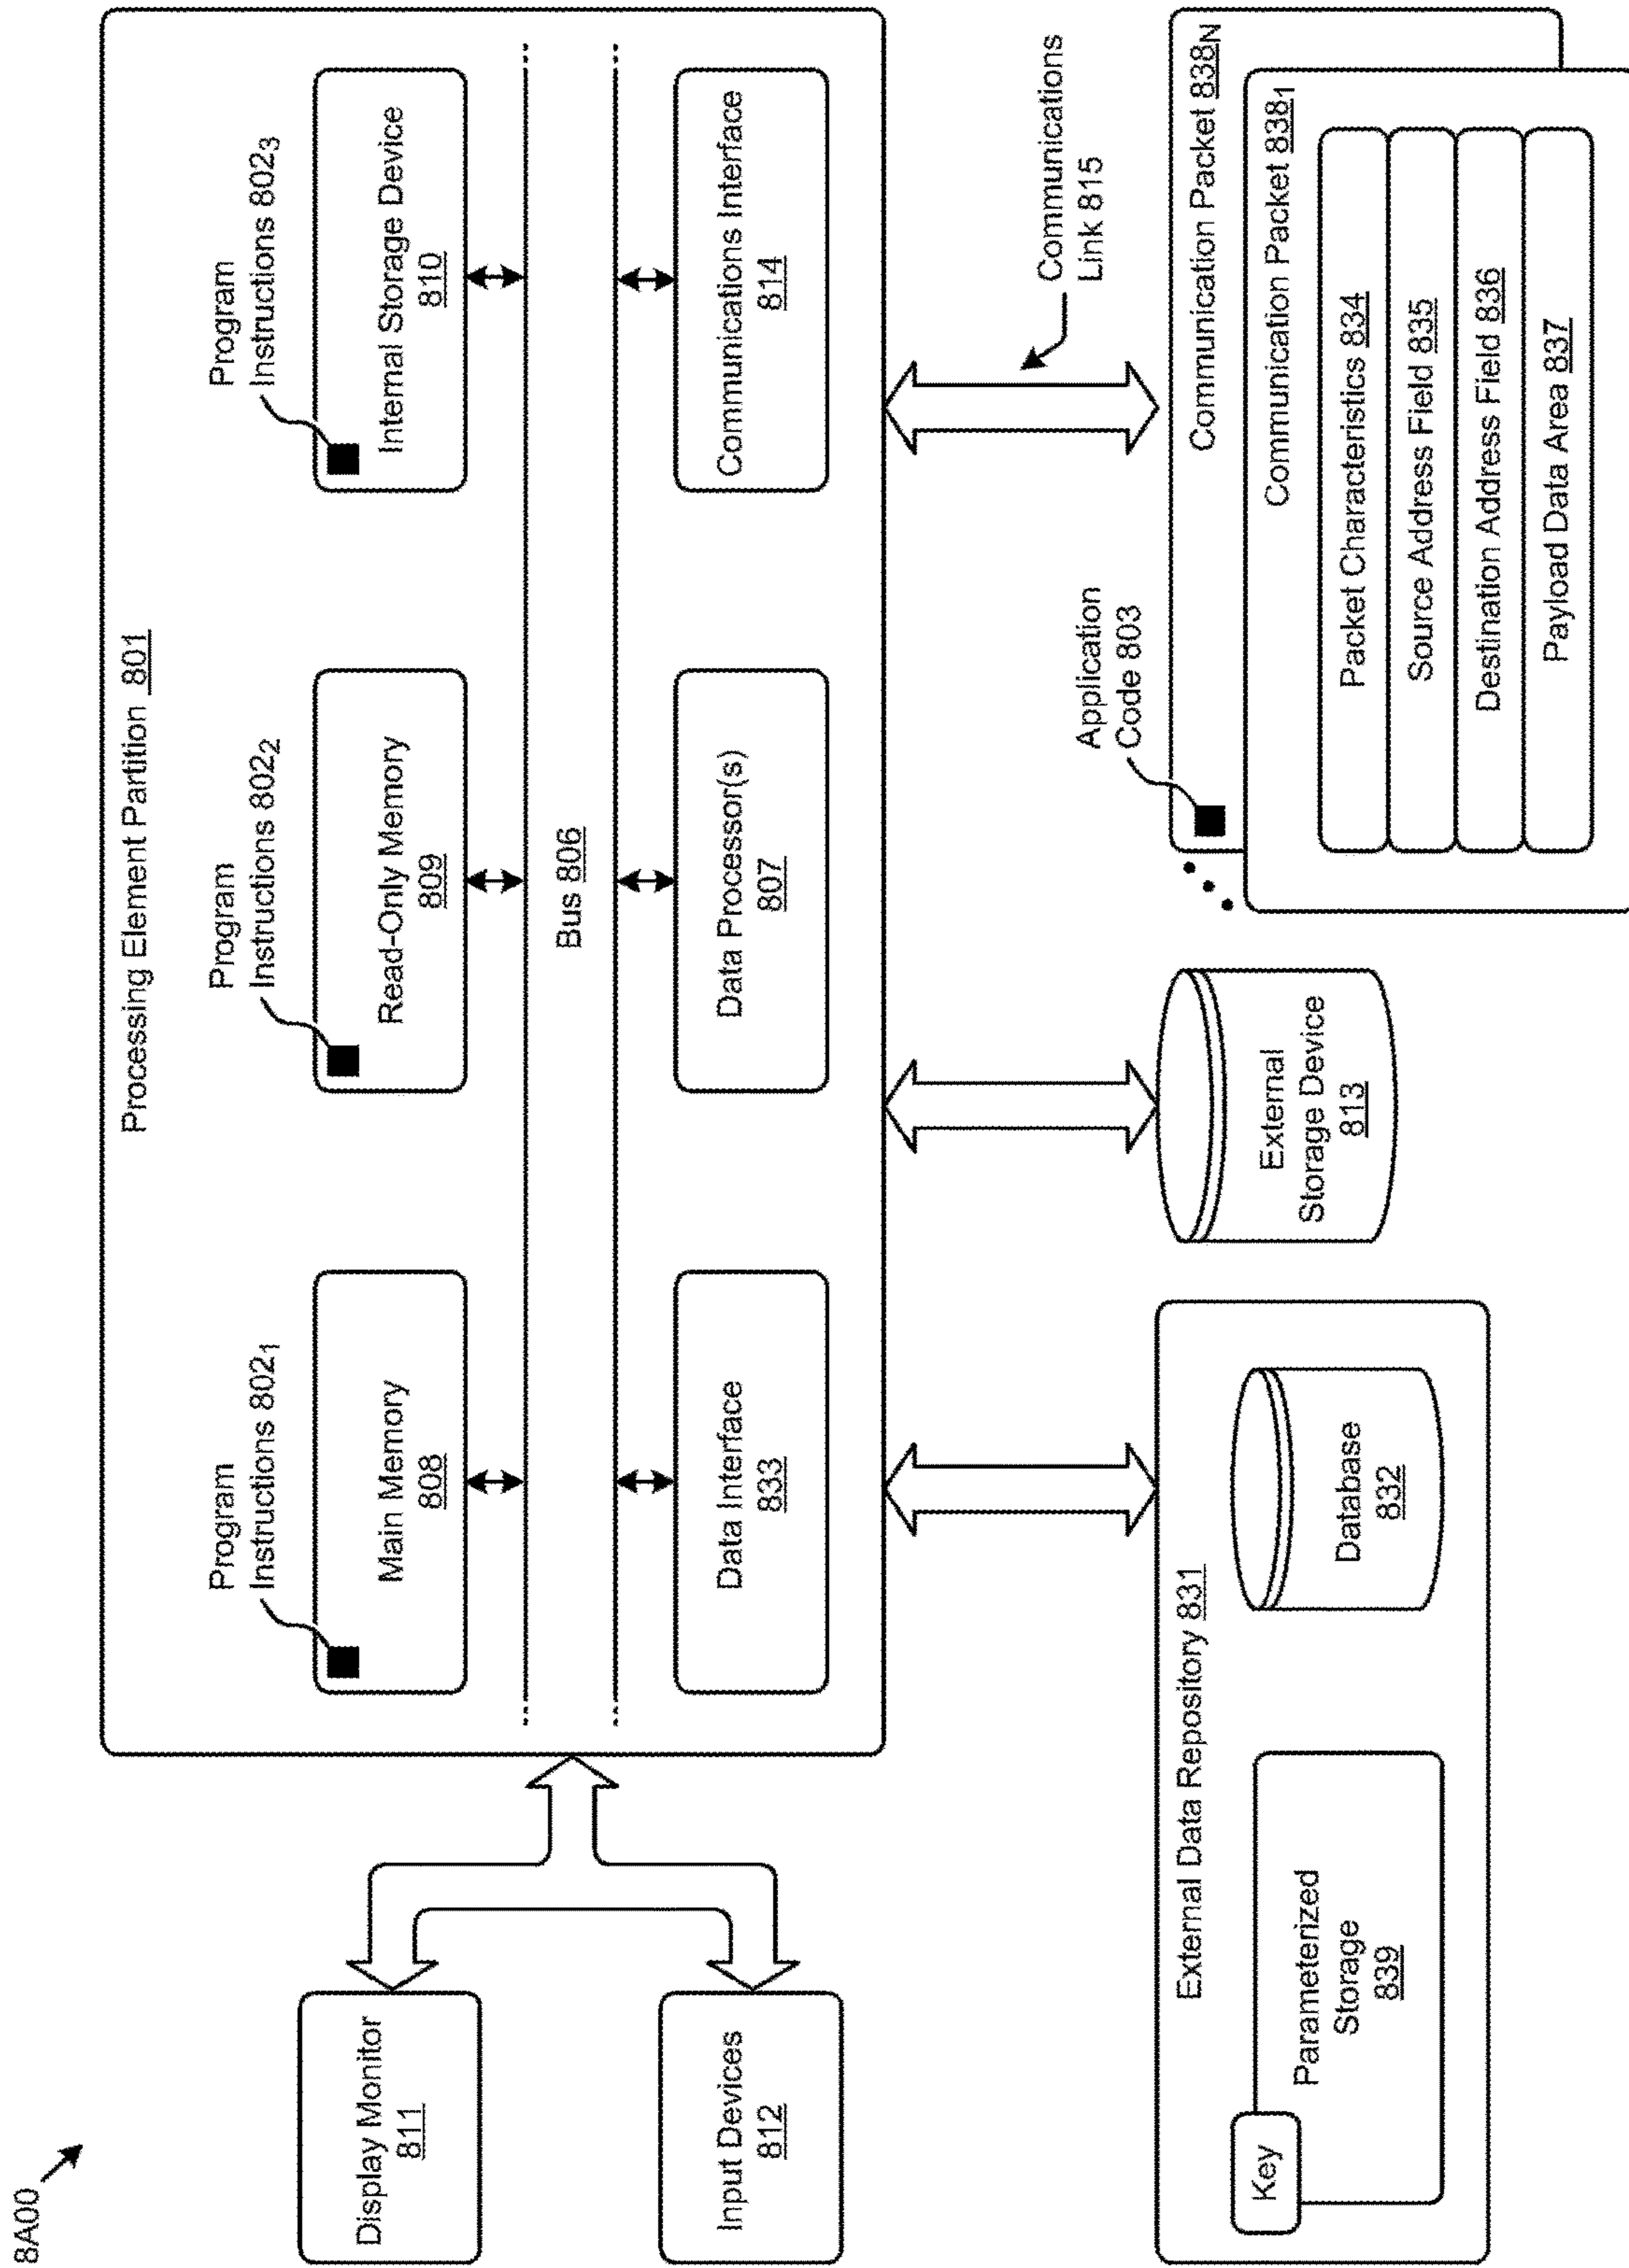 8A00
Processing Element Partition 801
Program
Instructions 802₁
Program
Instructions 802₂
Program
Instructions 802₃
Main Memory
808
Read-Only Memory
809
Internal Storage Device
810
Bus 806
Data Interface
833
Data Processor(s)
807
Communications Interface
814
Display Monitor
811
Input Devices
812
Communications
Link 815
External Data Repository 831
Key
Parameterized
Storage
839
Database
832
External
Storage Device
813
Application
Code 803
Communication Packet 838N
Communication Packet 838₁
Packet Characteristics 834
Source Address Field 835
Destination Address Field 836
Payload Data Area 837